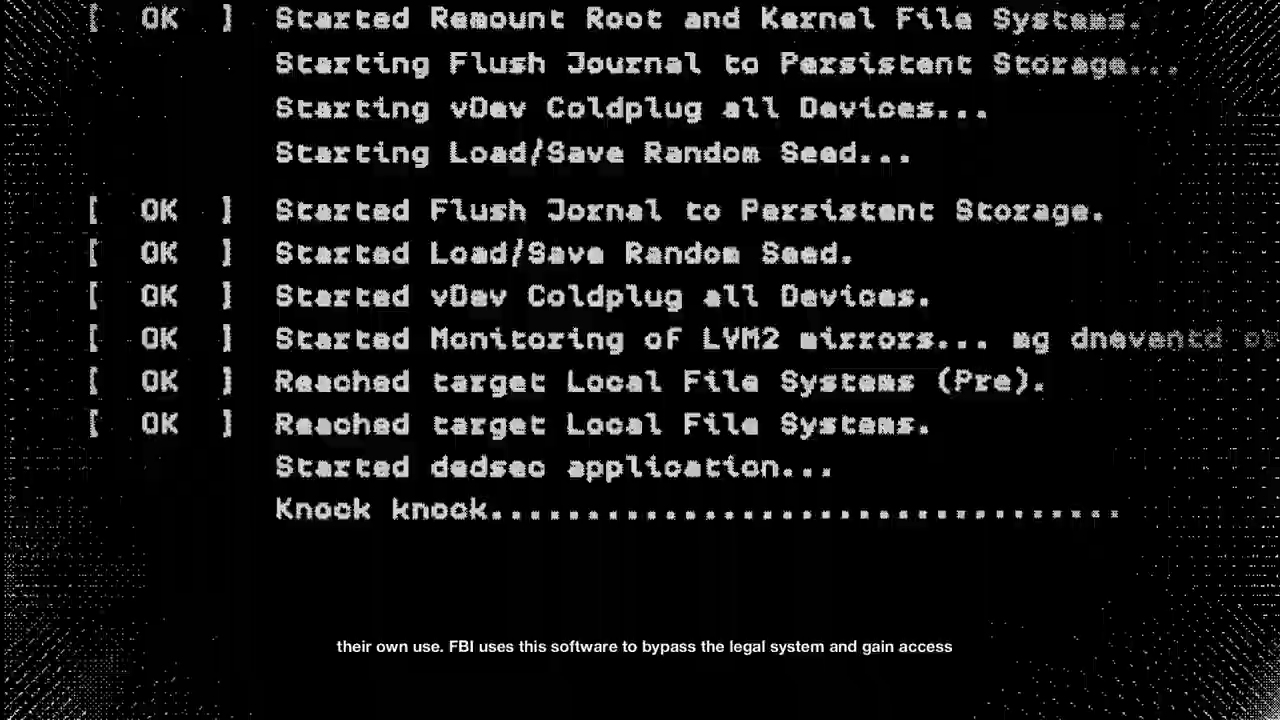 [ OK ] Started Remount Root and Kernel File Systems.
Starting Flush Journal to Persistent Storage...
Starting vDev Coldplug all Devices...
Starting Load/Save Random Seed...
[ OK ] Started Flush Jornal to Persistent Storage.
[ OK ] Started Load/Save Random Seed.
[ OK ] Started vDev Coldplug all Devices.
[ OK ] Started Monitoring of LVM2 mirrors... mg dneventd
[ OK ] Reached target Local File Systems (Pre).
[ OK ] Reached target Local File Systems.
Started dedsec application...
Knock knock.................................
their own use. FBI uses this software to bypass the legal system and gain access